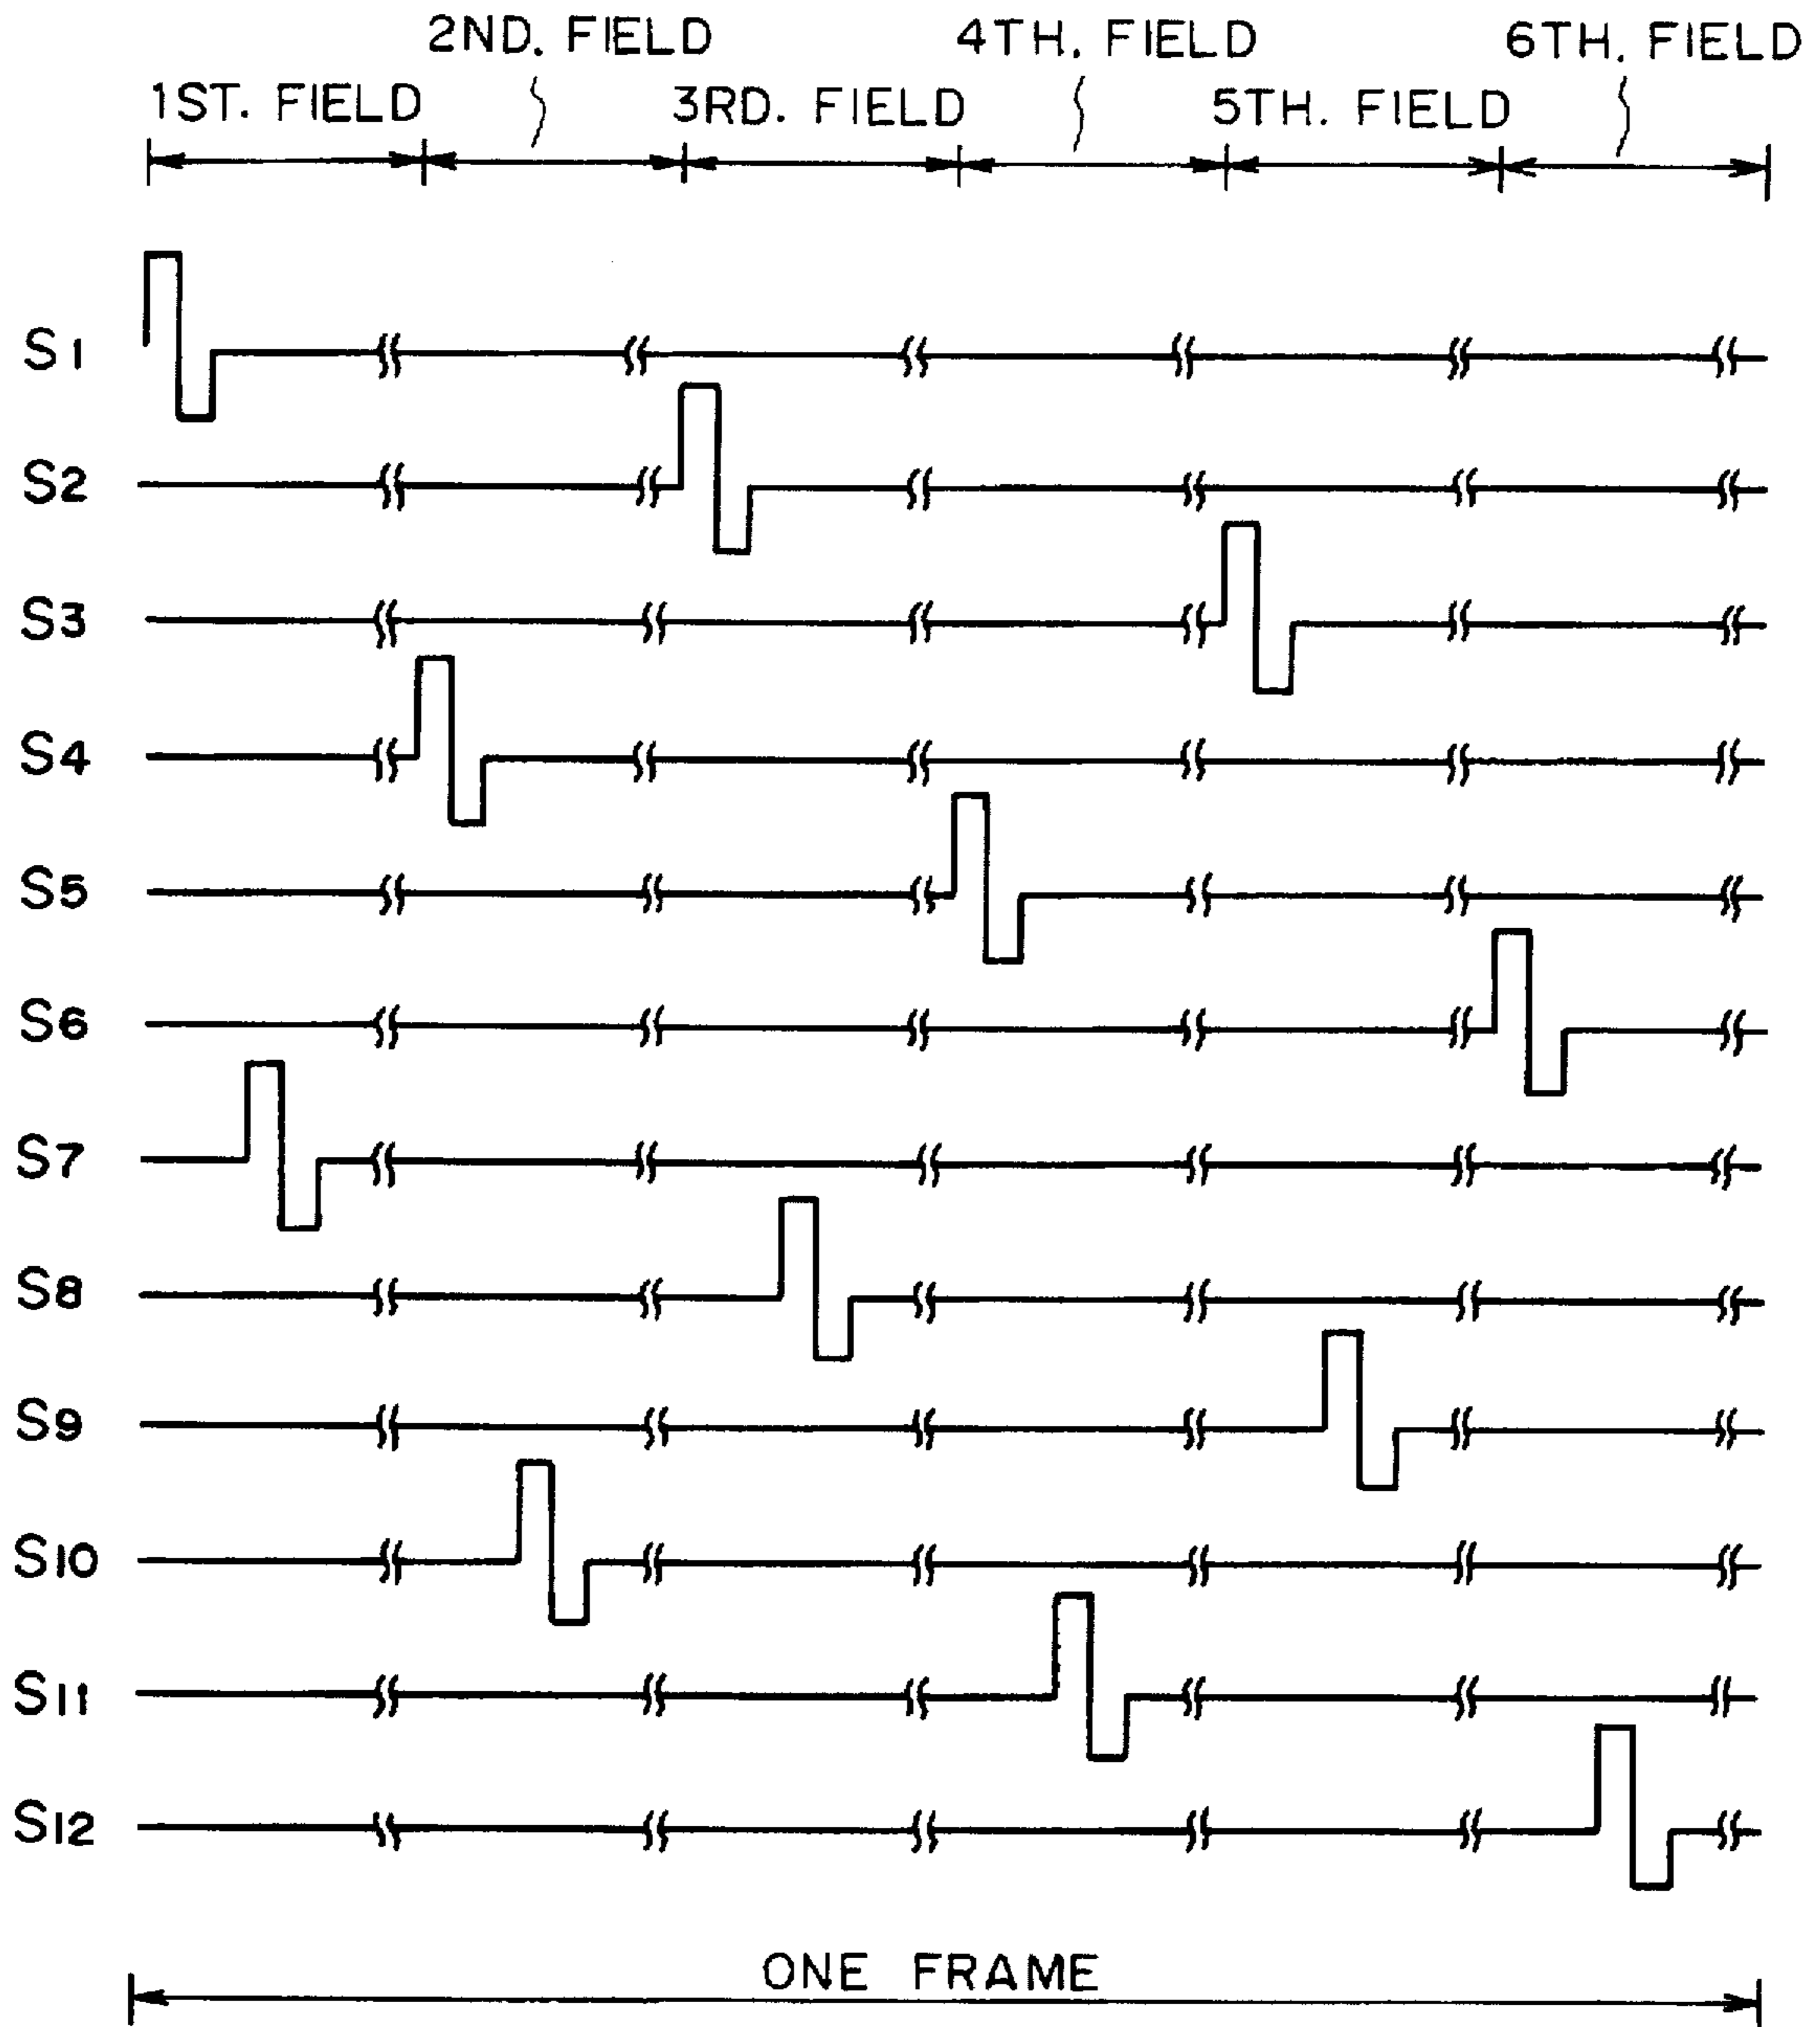 2ND. FIELD 4TH. FIELD 6TH. FIELD
1ST. FIELD 3RD. FIELD 5TH. FIELD
S1
S2
S3
S4
S5
S6
S7
S8
S9
S10
S11
S12
ONE FRAME